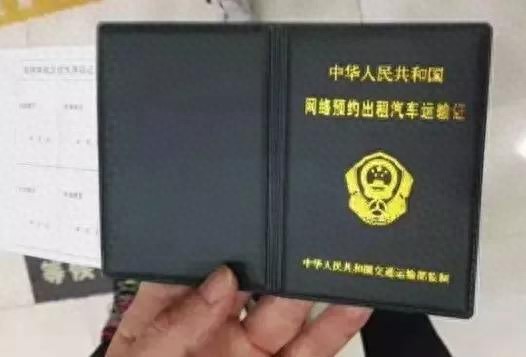 中华人民共和国
网络预约出租汽车运输证
中华人民共和国交通运输部监制